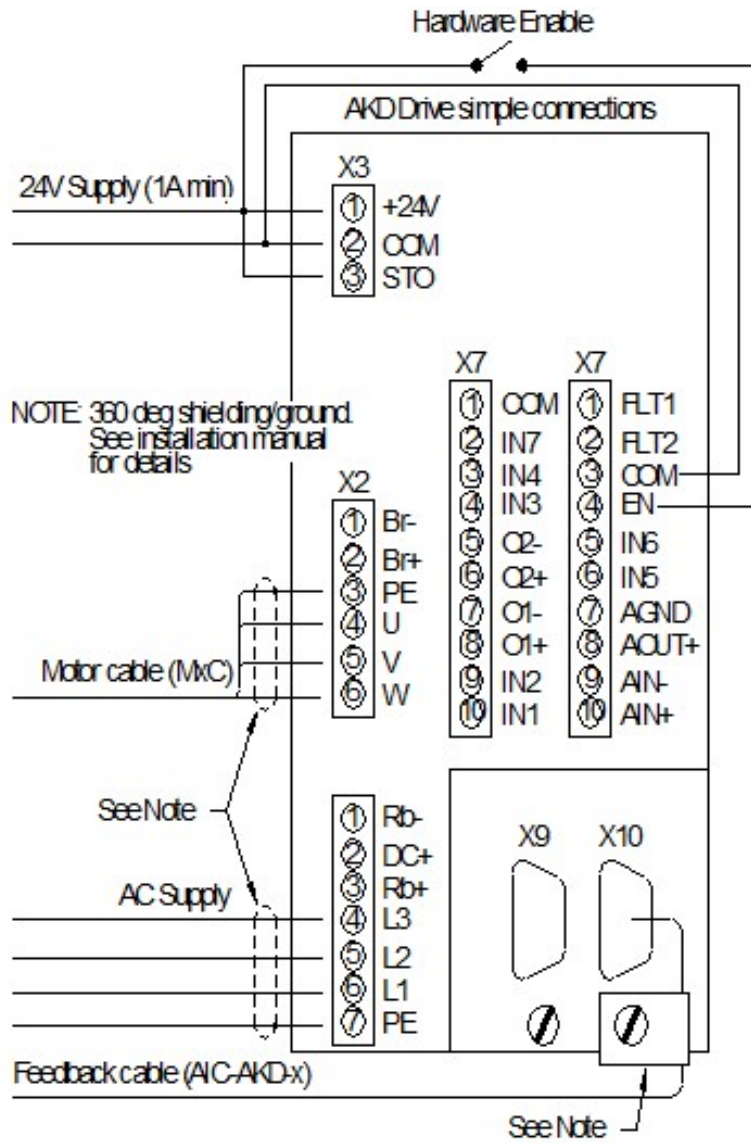 Hardware Enable
AKD Drive simple connections
24V Supply (1A min)
X3
1 +24V
2 COM
3 STO
NOTE: 360 deg shielding/ground.
See installation manual
for details
X7
1 COM
2 IN7
3 IN4
4 IN3
5 O2-
6 O2+
7 O1-
8 O1+
9 IN2
10 IN1
X7
1 FLT1
2 FLT2
3 COM
4 EN
5 IN6
6 IN5
7 AGND
8 AOUT+
9 AIN-
10 AIN+
X2
1 Br-
2 Br+
3 PE
4 U
5 V
6 W
Motor cable (MxC)
See Note
AC Supply
1 Rb-
2 DC+
3 Rb+
4 L3
5 L2
6 L1
7 PE
X9
X10
Feedback cable (AIC-AKD-x)
See Note